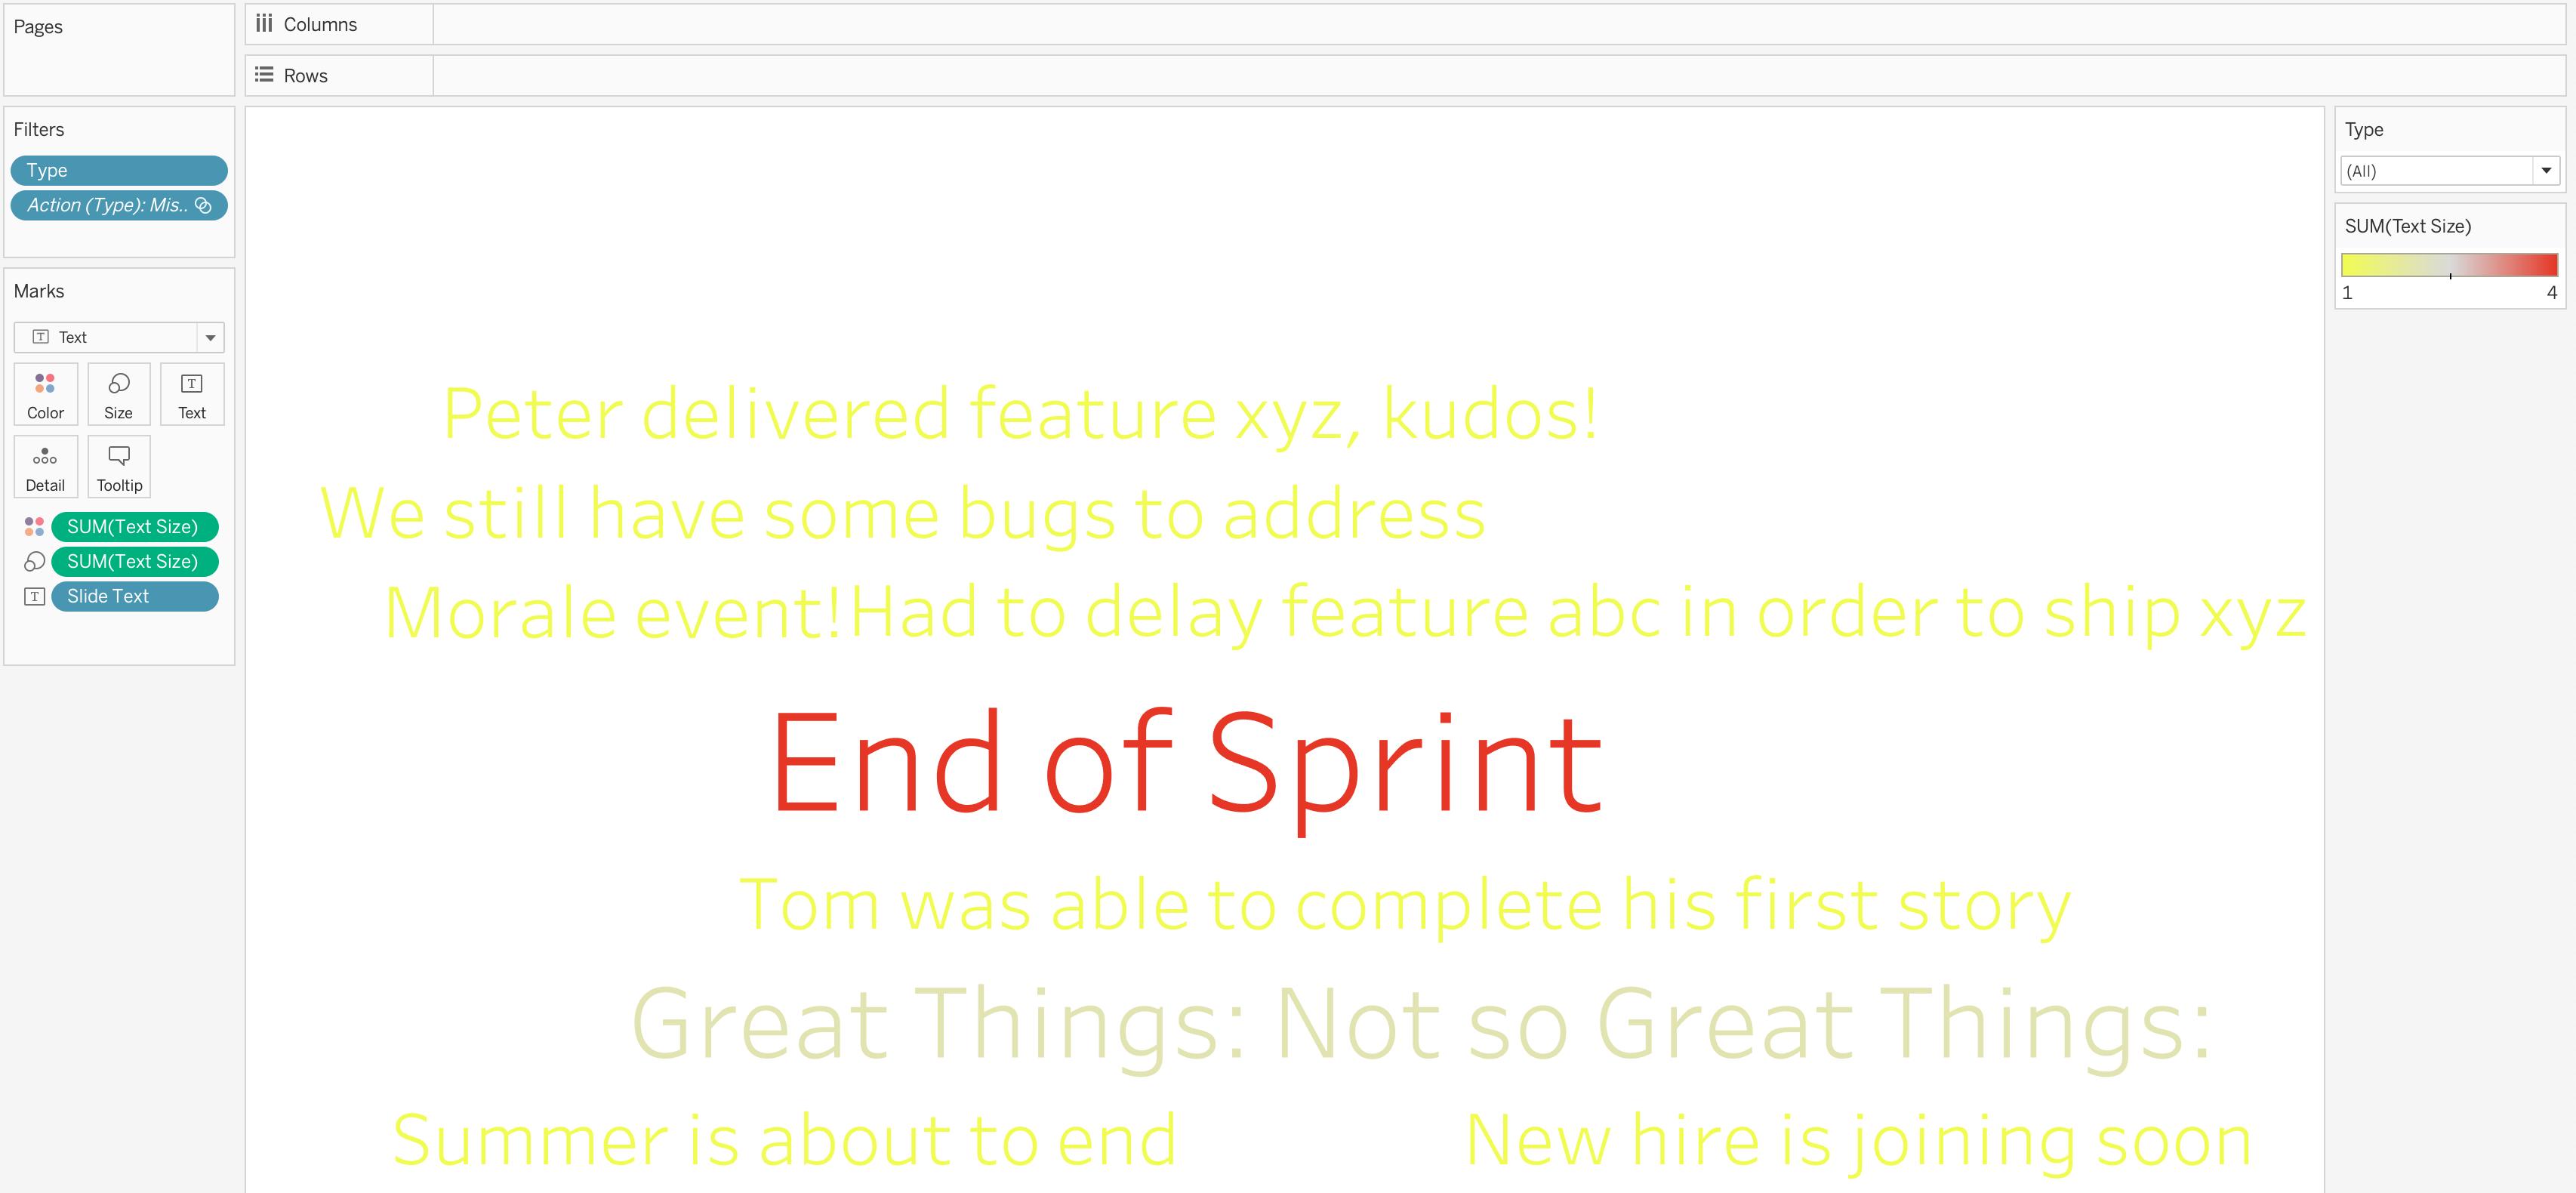 Pages
Columns
Rows
Filters
Type
Action (Type): Mis..
Marks
Text
Color
Size
Text
Detail
Tooltip
SUM(Text Size)
SUM(Text Size)
Slide Text
Peter delivered feature xyz, kudos!
We still have some bugs to address
Morale event!
Had to delay feature abc in order to ship xyz
End of Sprint
Tom was able to complete his first story
Great Things:
Not so Great Things:
Summer is about to end
New hire is joining soon
Type
(All)
SUM(Text Size)
1
4